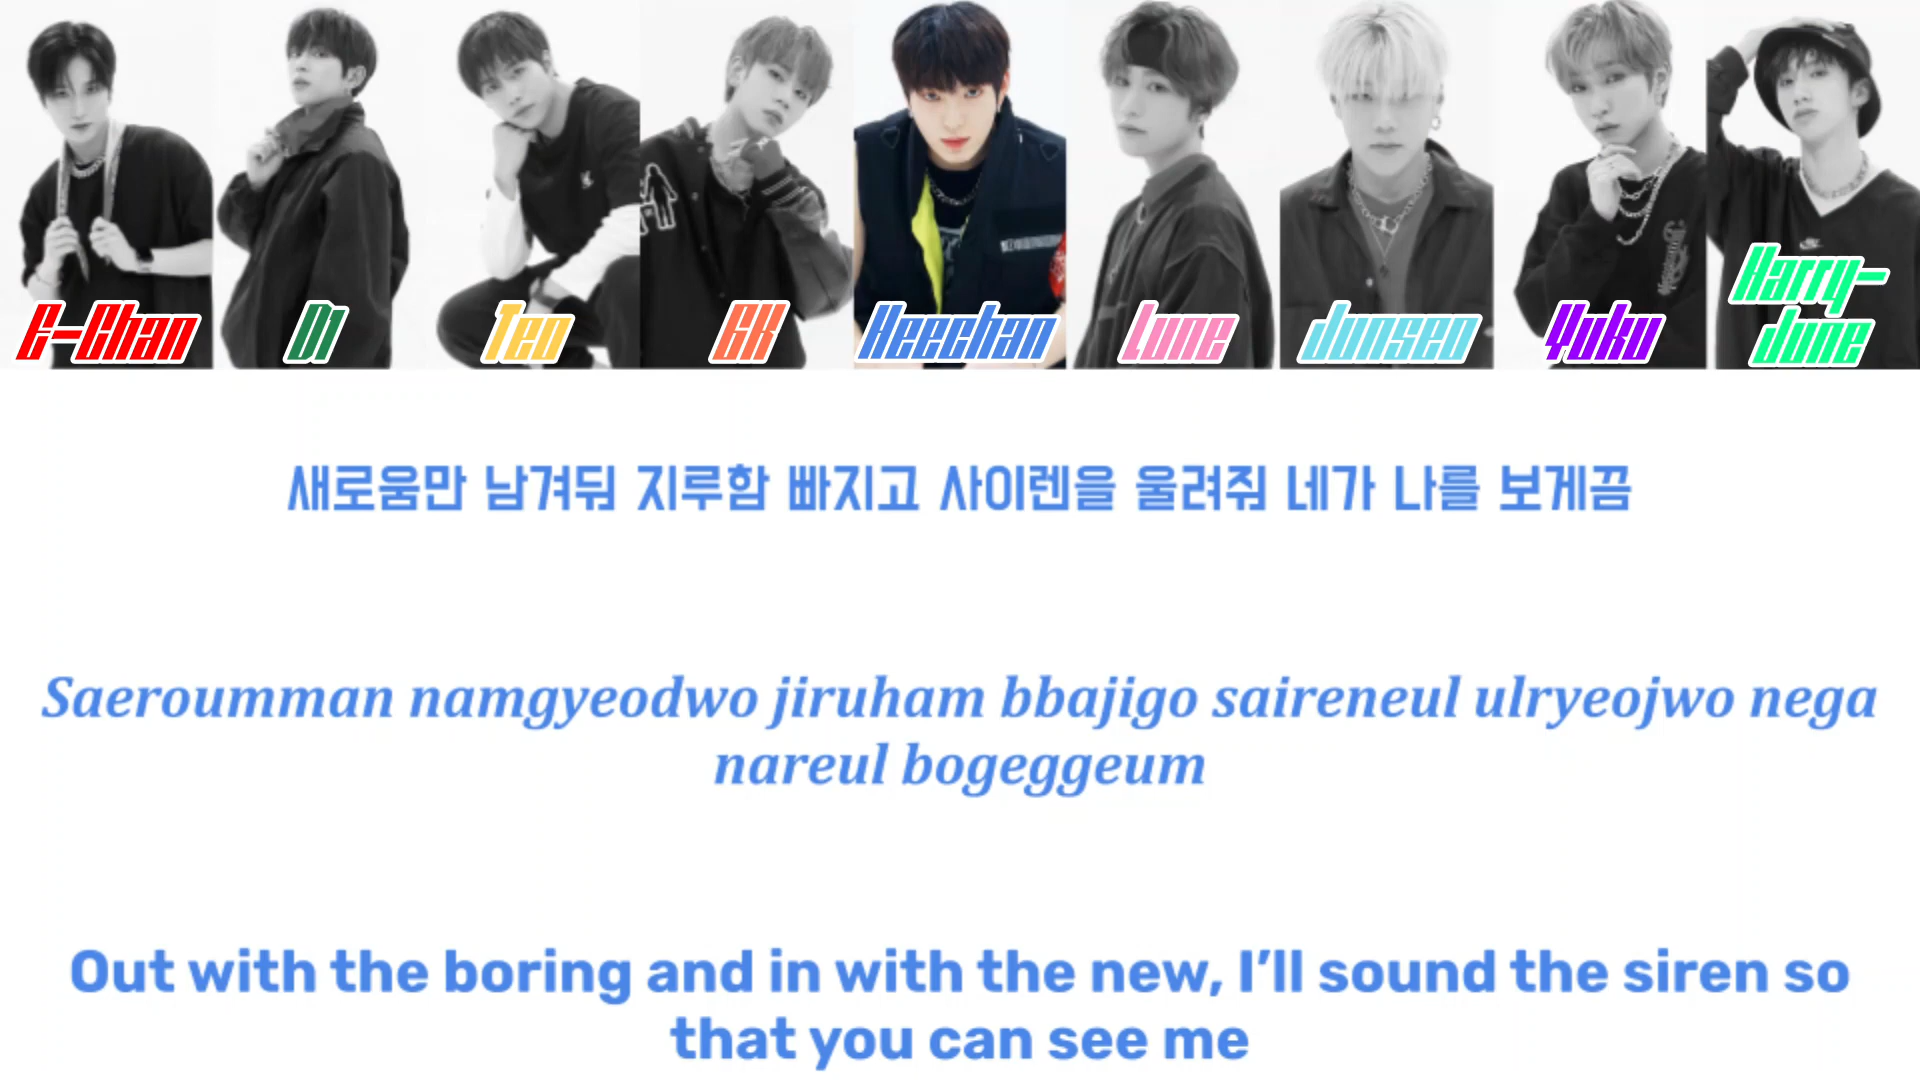 E-Chan
D1
Teo
GK
Heechan
Lune
Junseo
Yuku
Harry-
June
새로움만 남겨둬 지루함 빠지고 사이렌을 울려줘 네가 나를 보게끔
Saeroumman namgyeodwo jiruham bbajigo saireneul ulryeojwo nega
nareul bogeggeum
Out with the boring and in with the new, I’ll sound the siren so
that you can see me